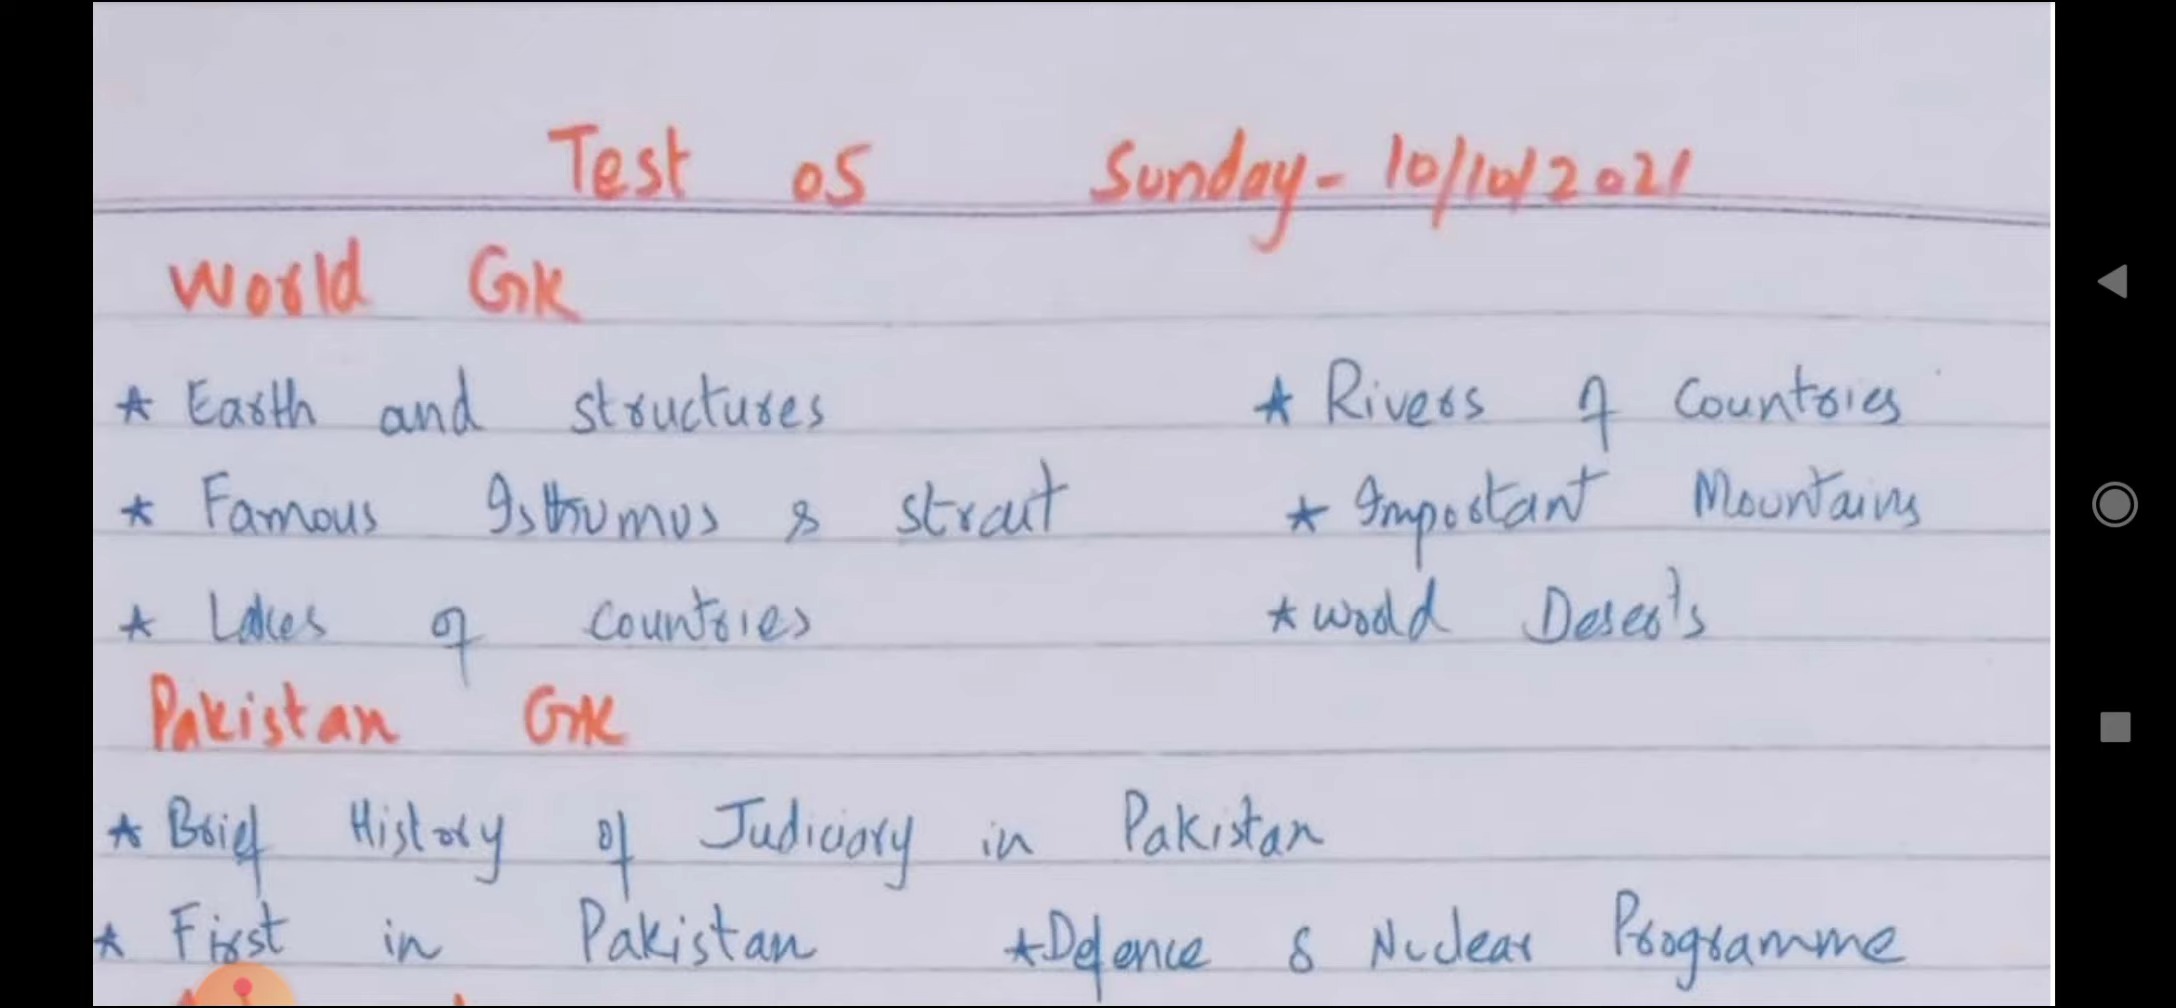 Test 05 Sunday- 10/10/2021
World GK
★ Earth and structures ★ Rivers of Countries
★ Famous Isthumus & strait ★ Important Mountains
★ Lakes of countries ★ World Deserts
Pakistan GK
★ Brief History of Judiciary in Pakistan
★ First in Pakistan ★ Defence & Nuclear Programme